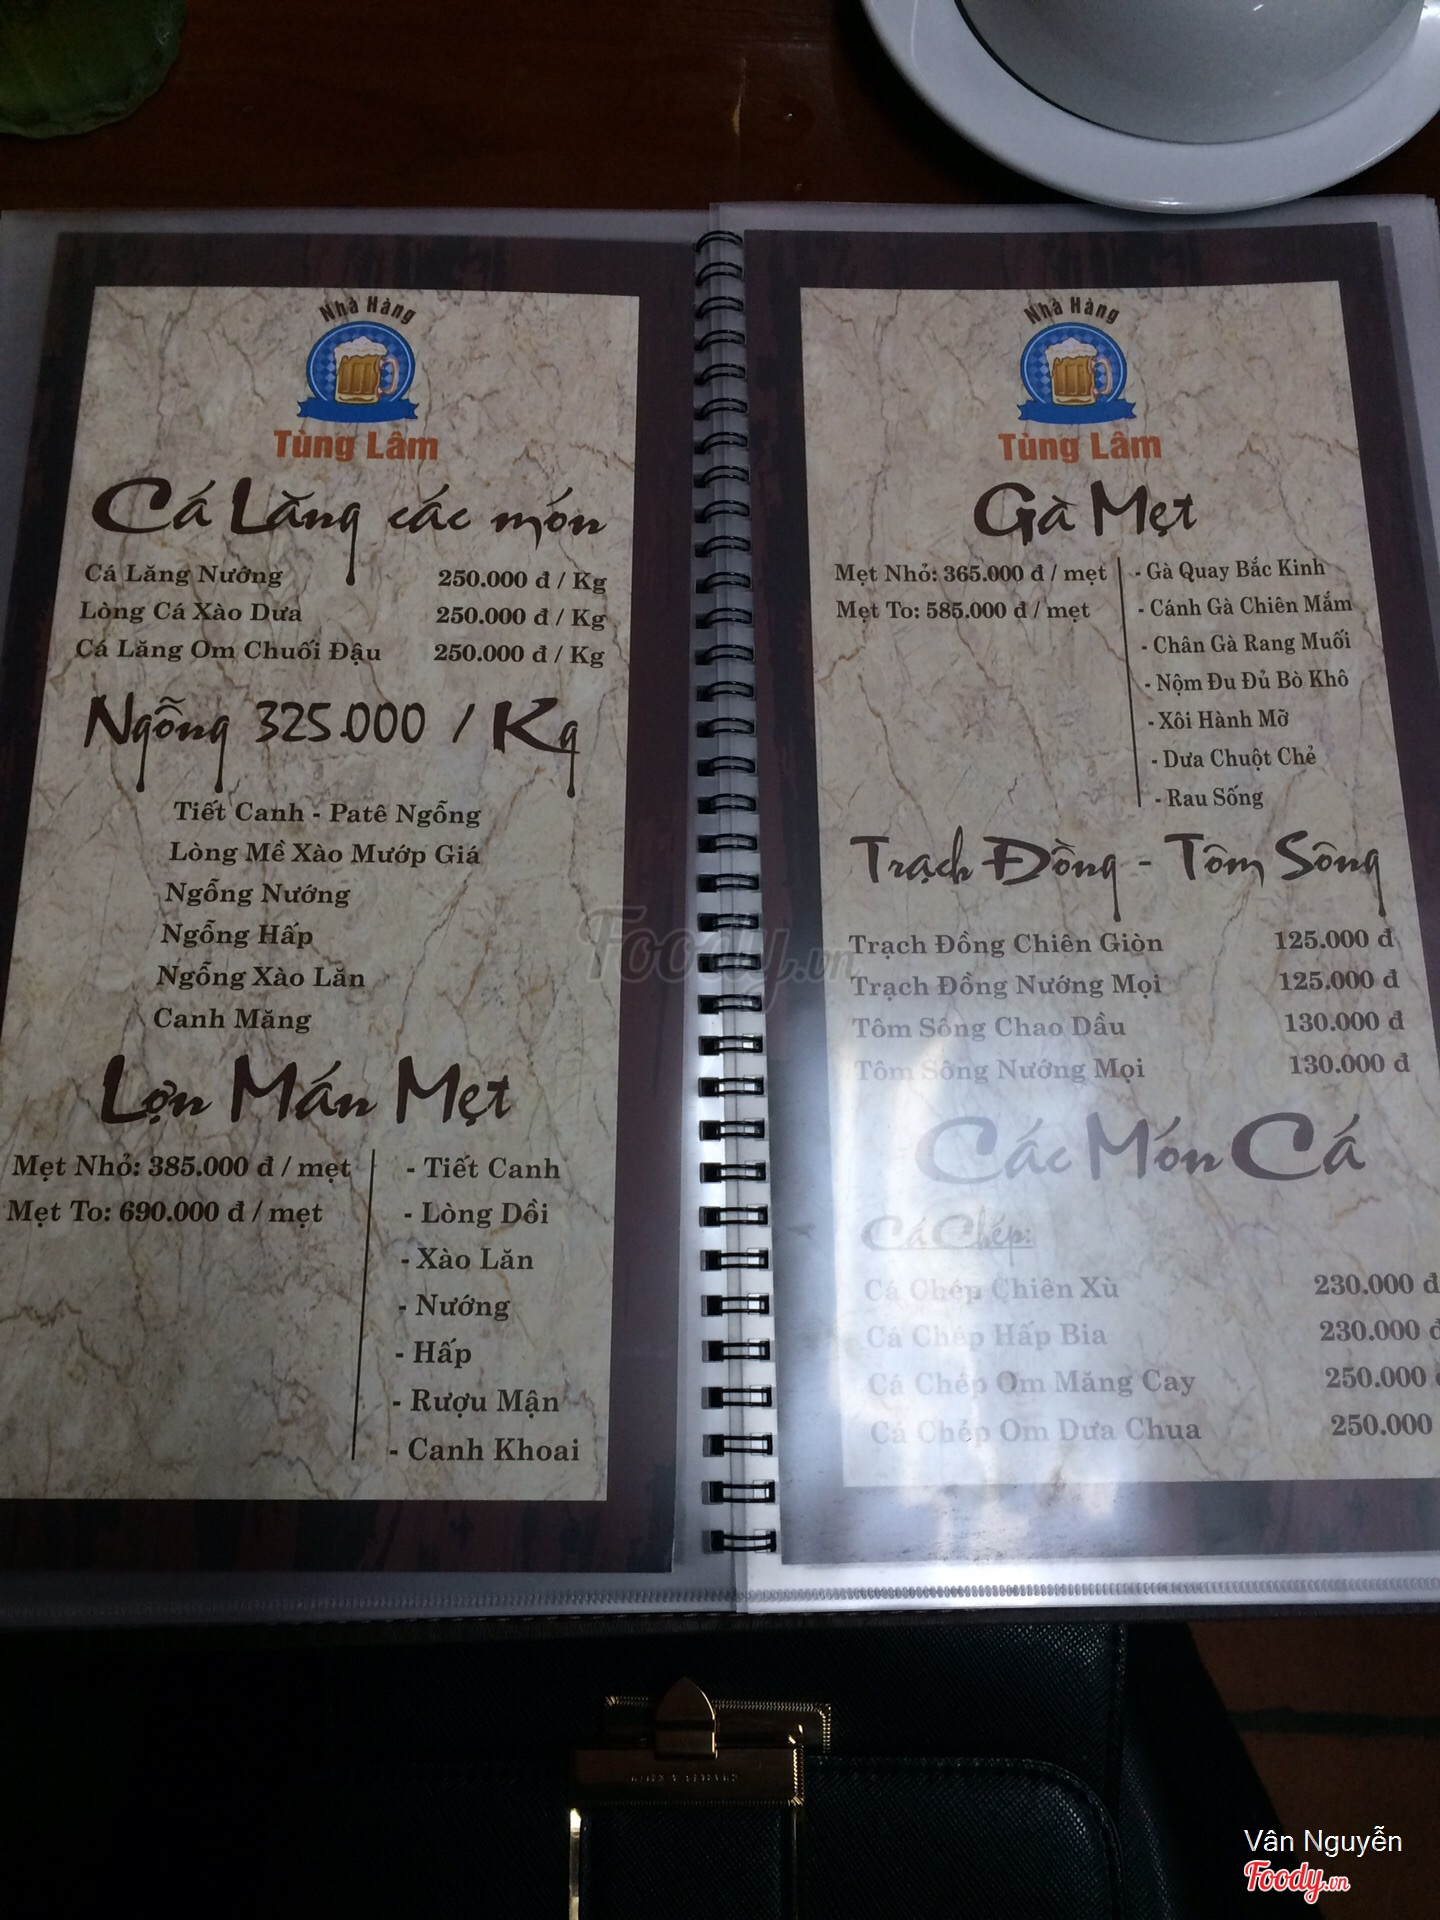 Nhà Hàng
Tùng Lâm
Cá Lăng các món
Cá Lăng Nướng 250.000 đ / Kg
Lòng Cá Xào Dưa 250.000 đ / Kg
Cá Lăng Om Chuối Đậu 250.000 đ / Kg
Ngỗng 325.000 / Kg
Tiết Canh - Patê Ngỗng
Lòng Mề Xào Mướp Giá
Ngỗng Nướng
Ngỗng Hấp
Ngỗng Xào Lăn
Canh Măng
Lợn Mán Mẹt
Mẹt Nhỏ: 385.000 đ / mẹt
Mẹt To: 690.000 đ / mẹt
- Tiết Canh
- Lòng Dồi
- Xào Lăn
- Nướng
- Hấp
- Rượu Mận
- Canh Khoai
Nhà Hàng
Tùng Lâm
Gà Mẹt
Mẹt Nhỏ: 365.000 đ / mẹt
Mẹt To: 585.000 đ / mẹt
- Gà Quay Bắc Kinh
- Cánh Gà Chiên Mắm
- Chân Gà Rang Muối
- Nộm Đu Đủ Bò Khô
- Xôi Hành Mỡ
- Dưa Chuột Chẻ
- Rau Sống
Trạch Đồng - Tôm Sông
Trạch Đồng Chiên Giòn 125.000 đ
Trạch Đồng Nướng Mọi 125.000 đ
Tôm Sông Chao Dầu 130.000 đ
Tôm Sông Nướng Mọi 130.000 đ
Các Món Cá
Cá Chép:
Cá Chép Chiên Xù 230.000 đ
Cá Chép Hấp Bia 230.000 đ
Cá Chép Om Măng Cay 250.000 đ
Cá Chép Om Dưa Chua 250.000
Foody.vn
Vân Nguyễn
Foody.vn